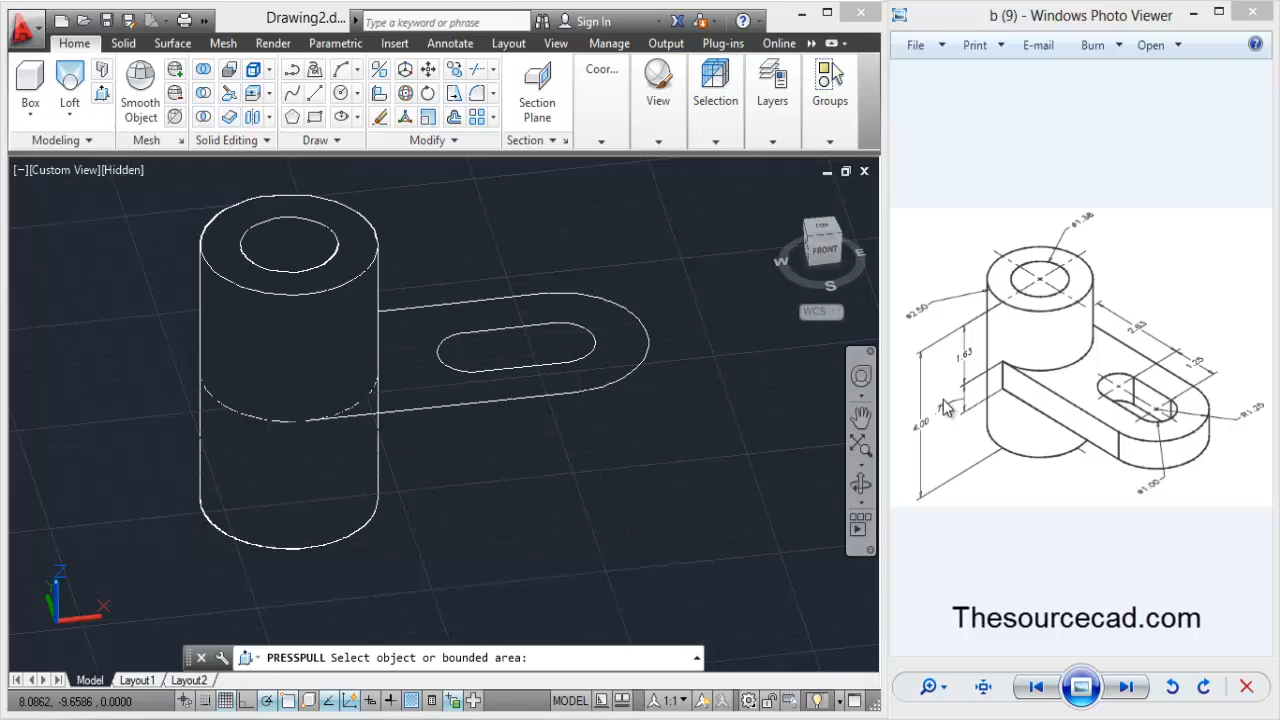 Drawing2.d...
Type a keyword or phrase
Sign In
b (9) - Windows Photo Viewer
Home Solid Surface Mesh Render Parametric Insert Annotate Layout View Manage Output Plug-ins Online
File Print E-mail Burn Open
Box Loft Smooth Object Section Plane Coor... View Selection Layers Groups
Modeling Mesh Solid Editing Draw Modify Section
[−][Custom View][Hidden]
TOP
FRONT
W E
S
WCS
ø1.38
ø2.50
2.63
1.63
1.25
4.00
R1.25
ø1.00
Z
Y
X
Thesourcecad.com
PRESSPULL Select object or bounded area:
Model Layout1 Layout2
8.0862, -9.6586, 0.0000
MODEL
1:1